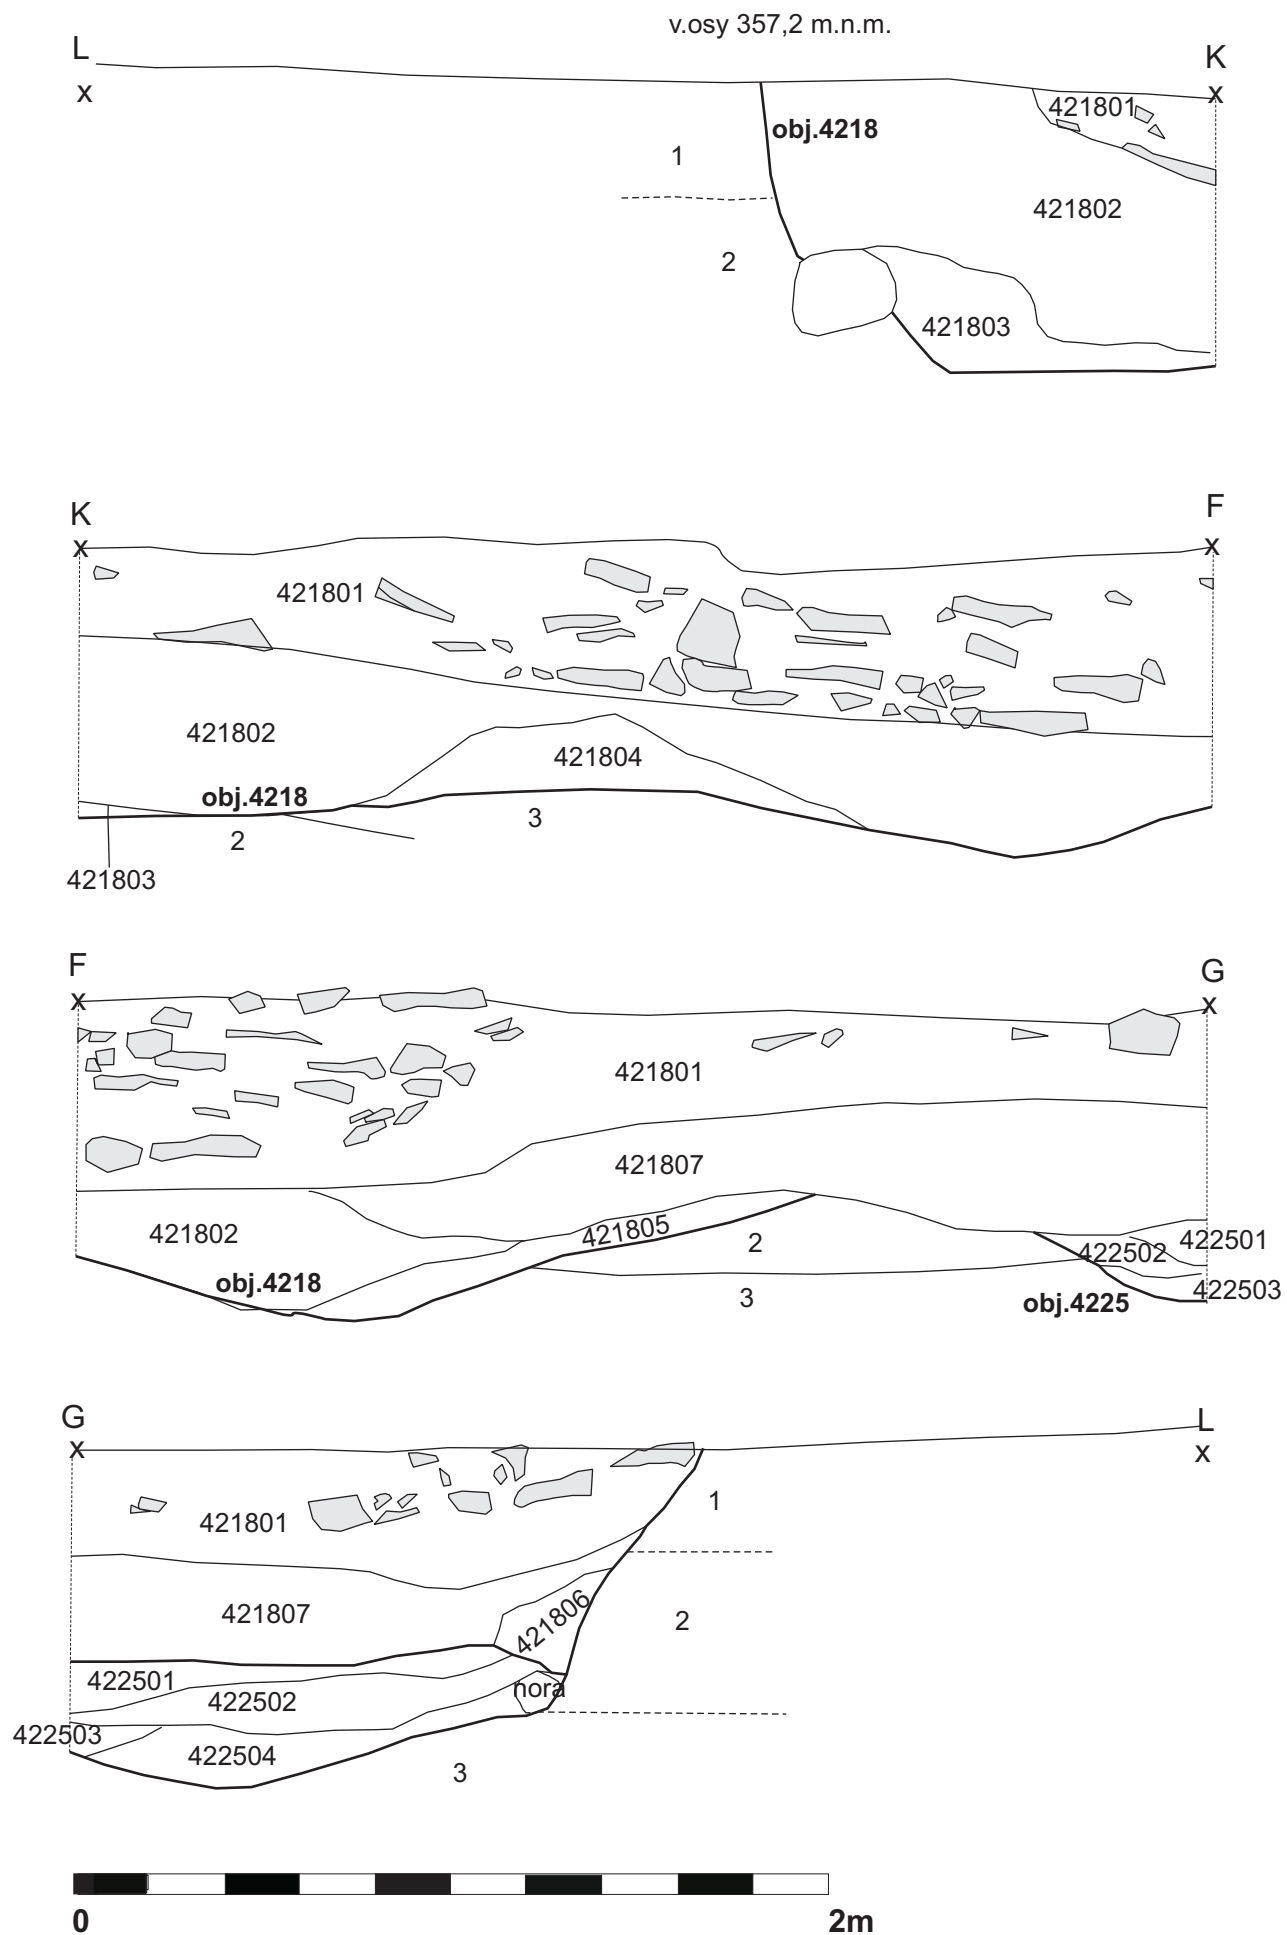 v.osy 357,2 m.n.m.
L
K
x
x
421801
obj.4218
1
421802
2
421803
K
F
x
x
421801
421802
421804
obj.4218
3
2
421803
F
G
x
x
421801
421807
421802
421805
2
422502
422501
obj.4218
3
obj.4225
422503
G
L
x
x
1
421801
421807
421806
2
422501
nora
422502
422503
422504
3
0
2m